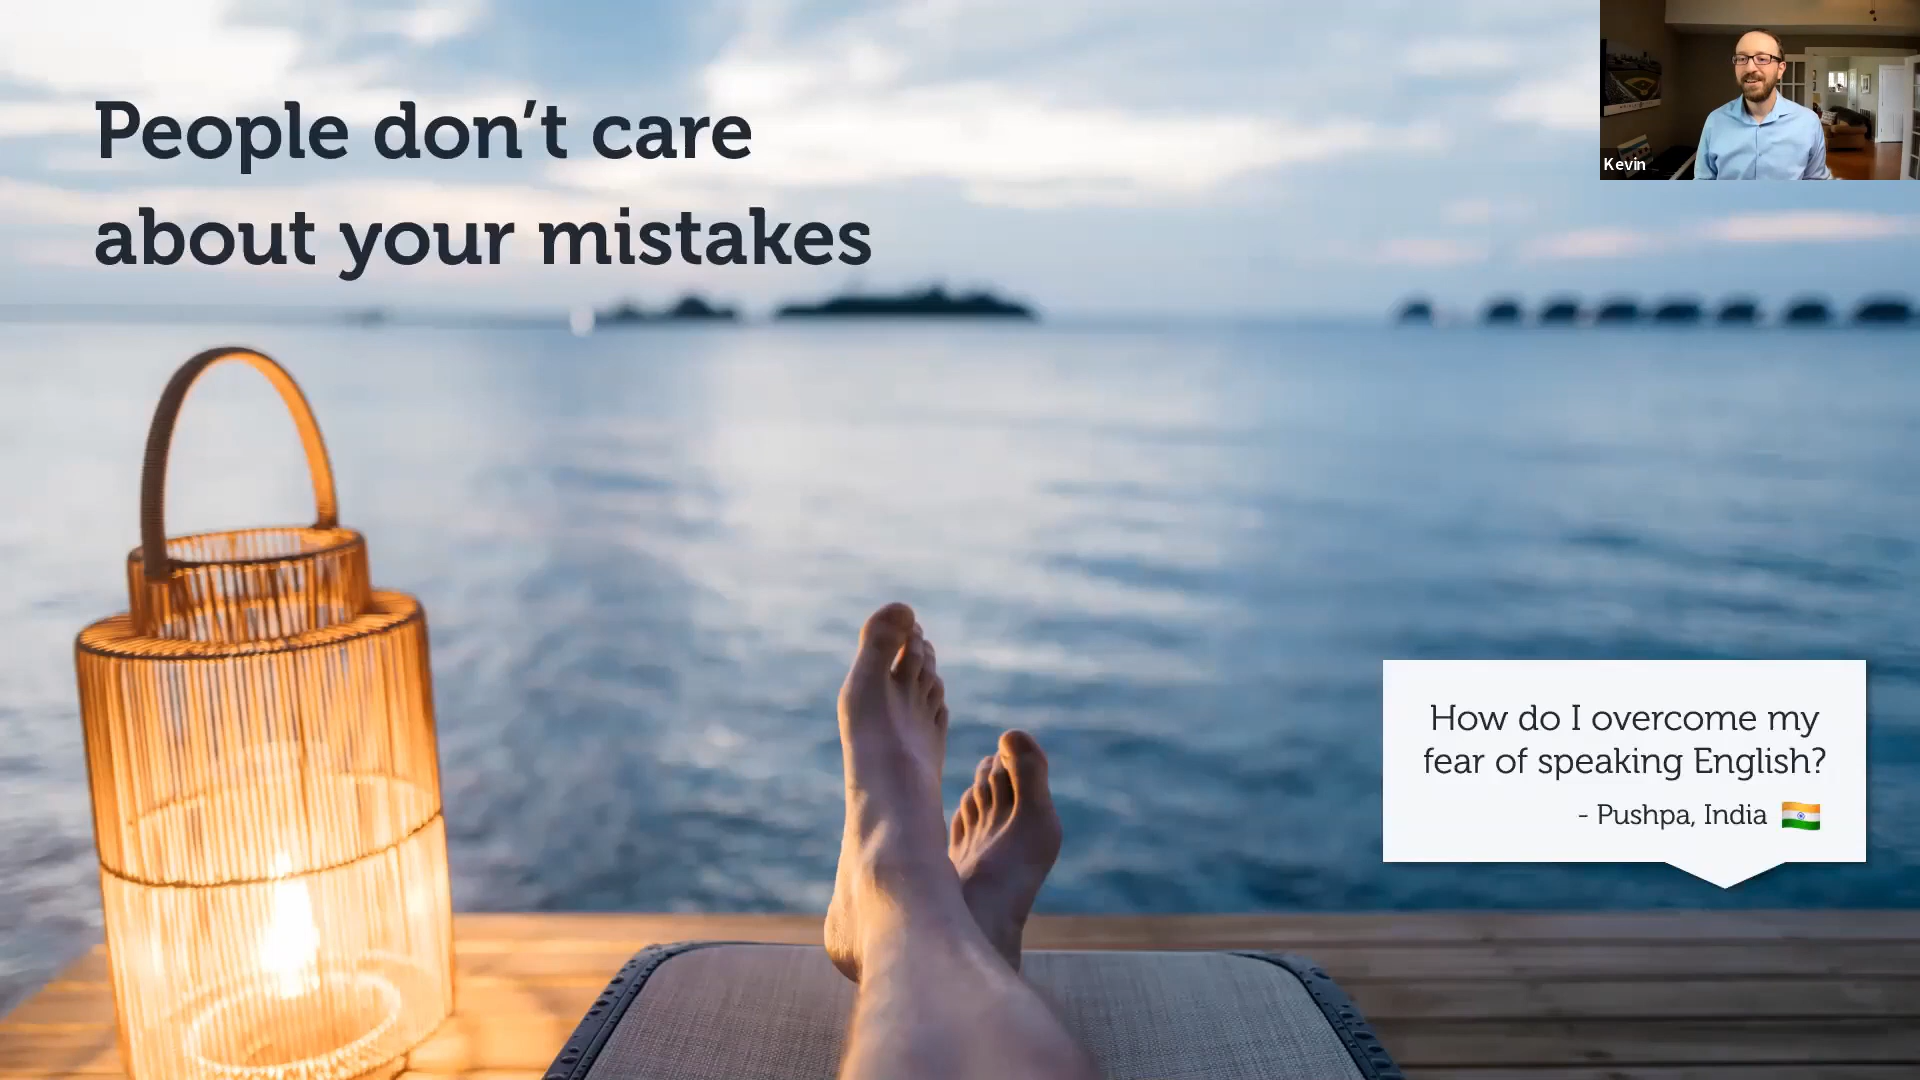 People don’t care
about your mistakes
Kevin
How do I overcome my
fear of speaking English?
- Pushpa, India